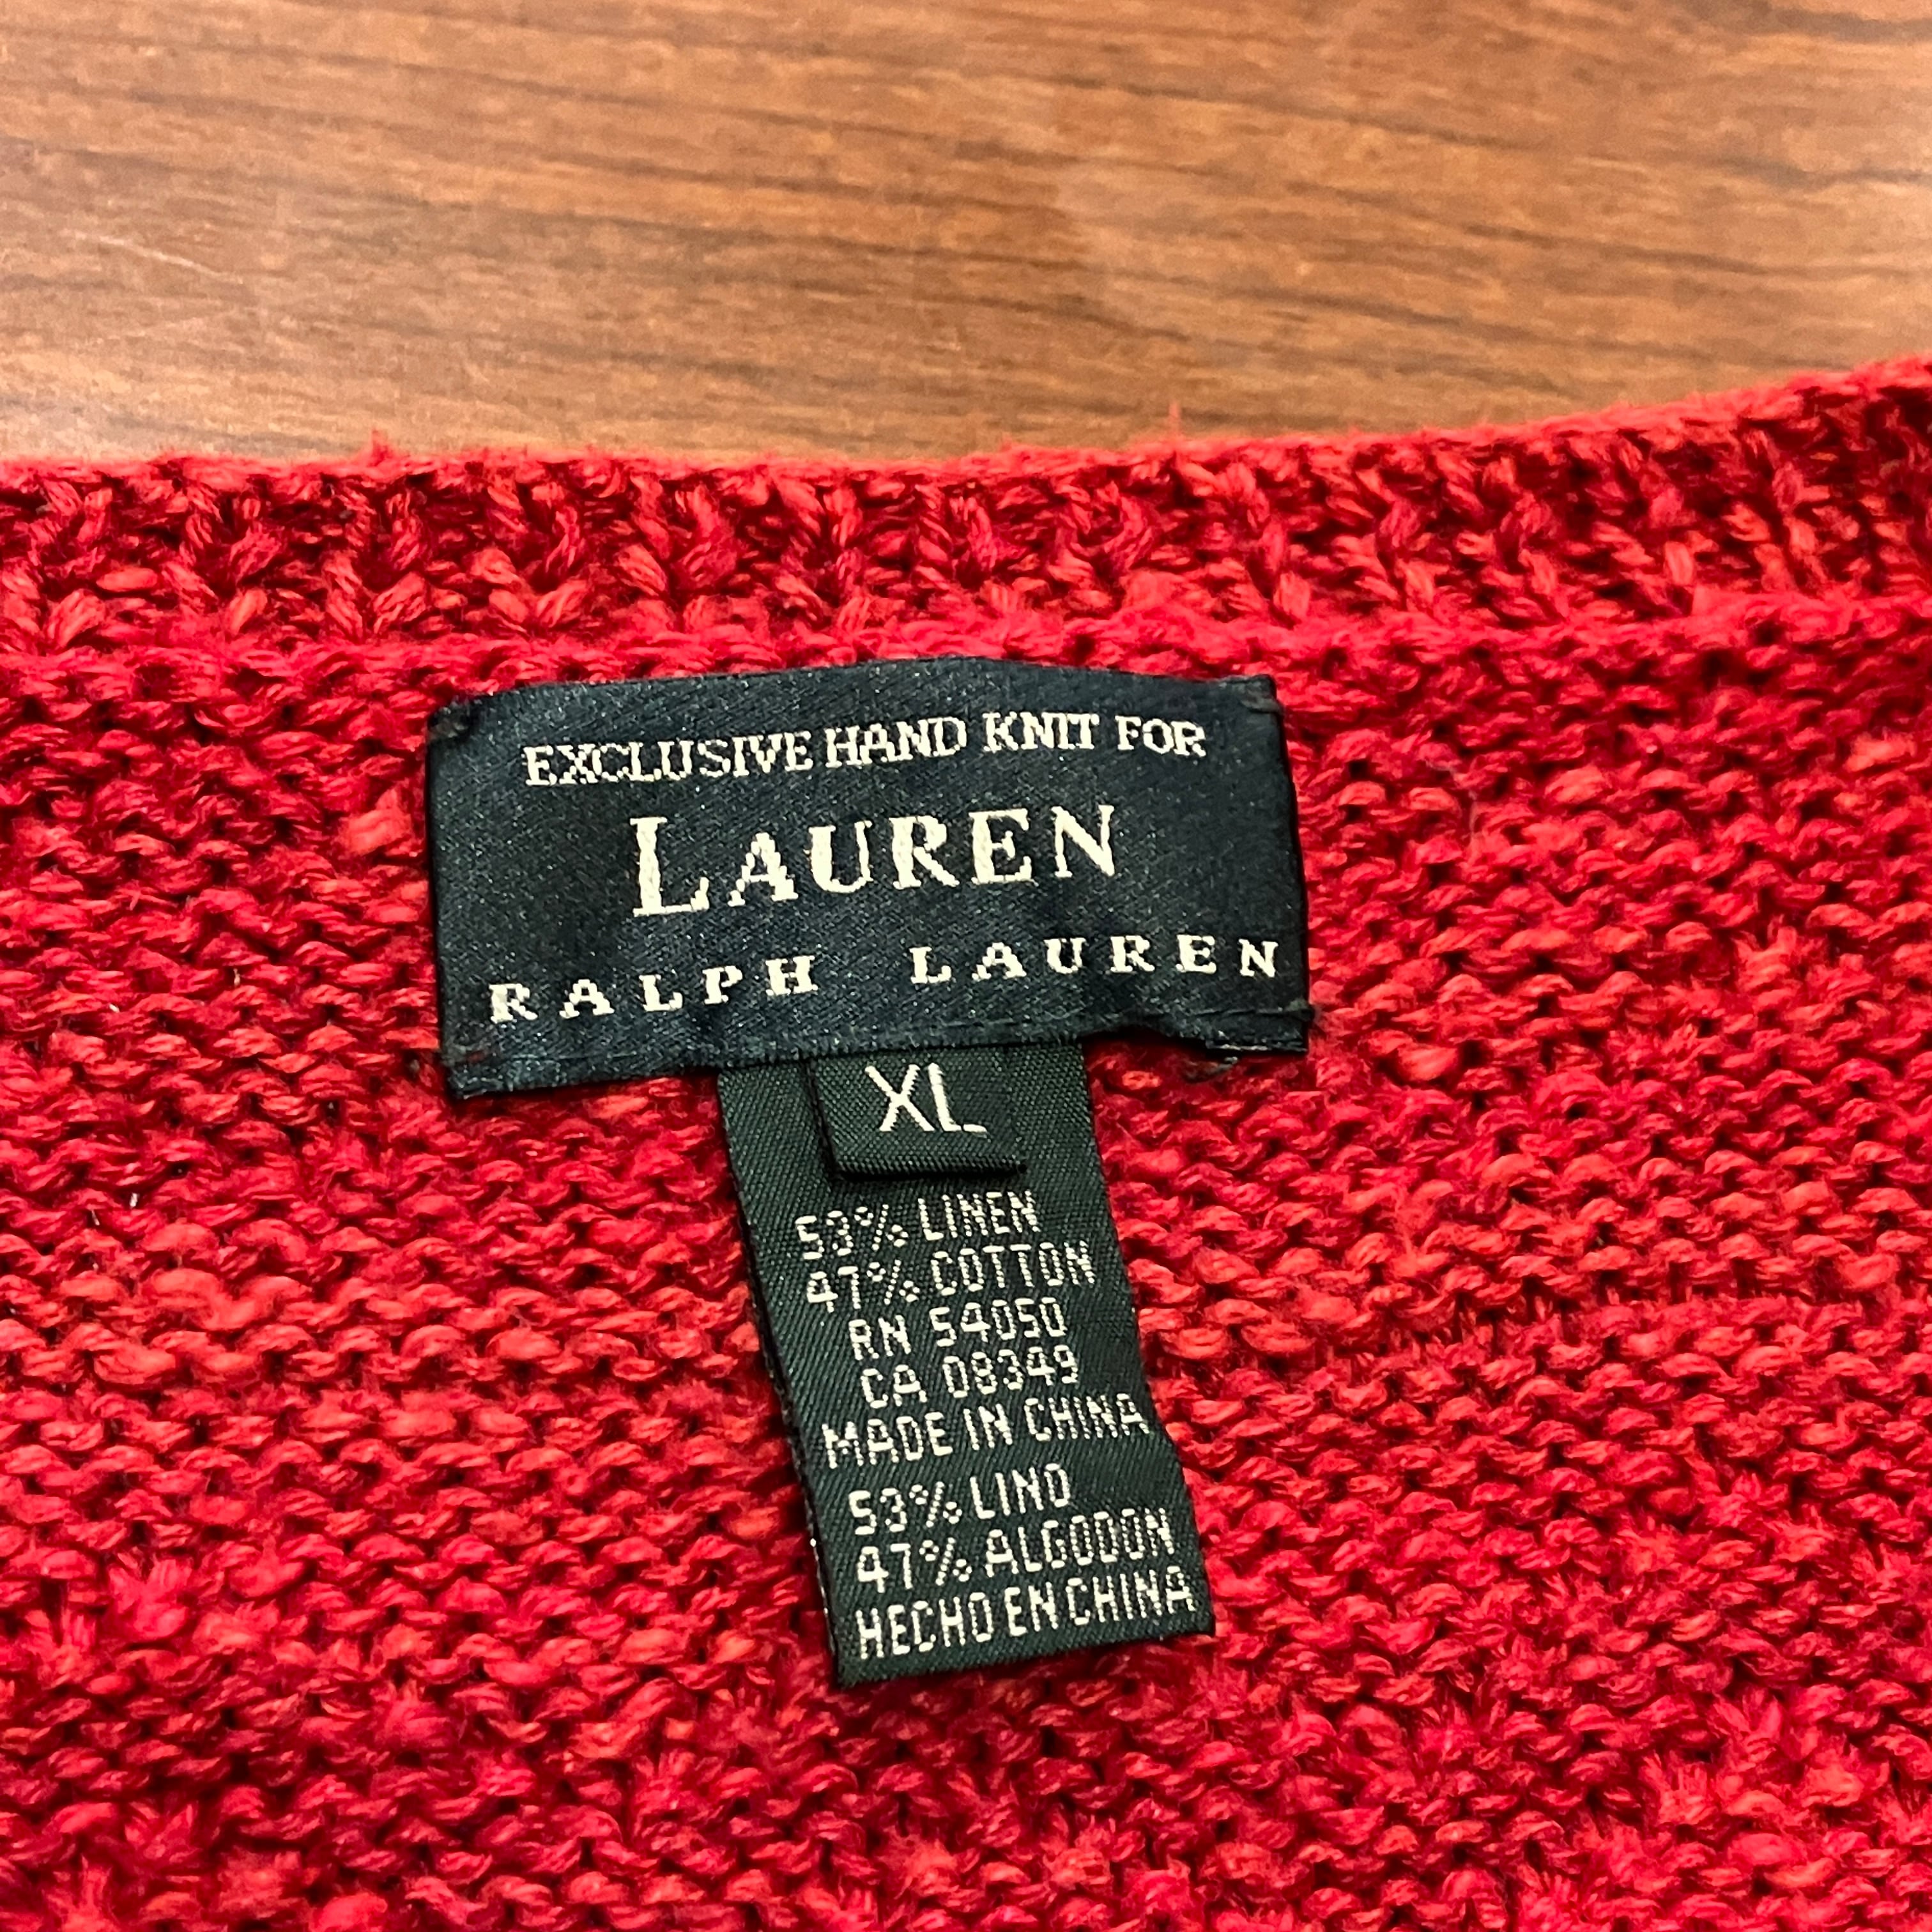 EXCLUSIVE HAND KNIT FOR
LAUREN
RALPH LAUREN
XL
53% LINEN
47% COTTON
RN 54050
CA 08349
MADE IN CHINA
53% LINO
47% ALGODON
HECHO EN CHINA